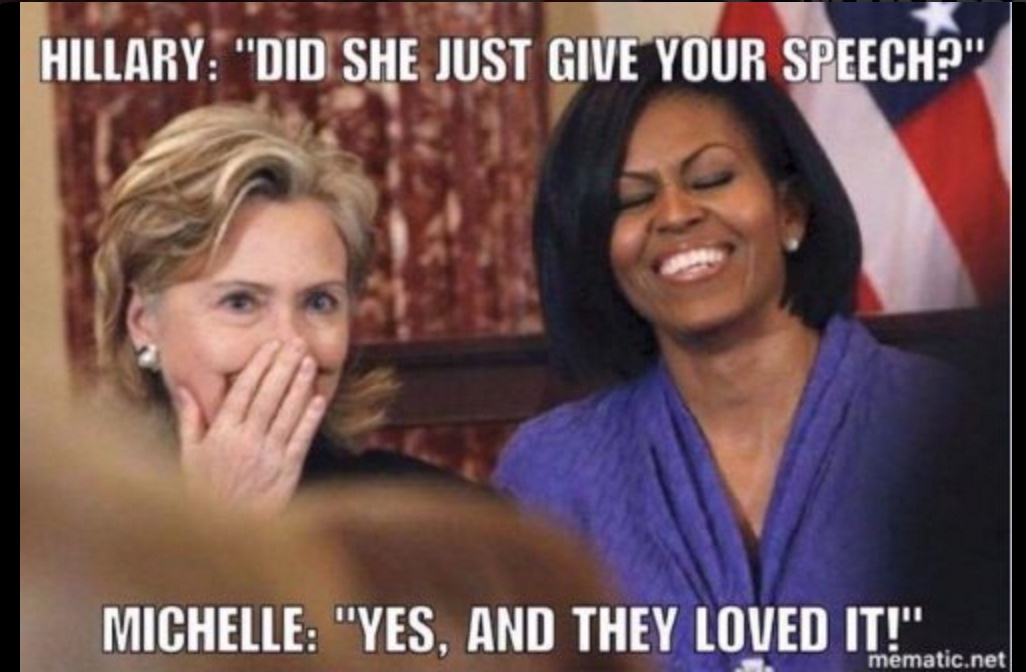 HILLARY: "DID SHE JUST GIVE YOUR SPEECH?"
MICHELLE: "YES, AND THEY LOVED IT!"
mematic.net